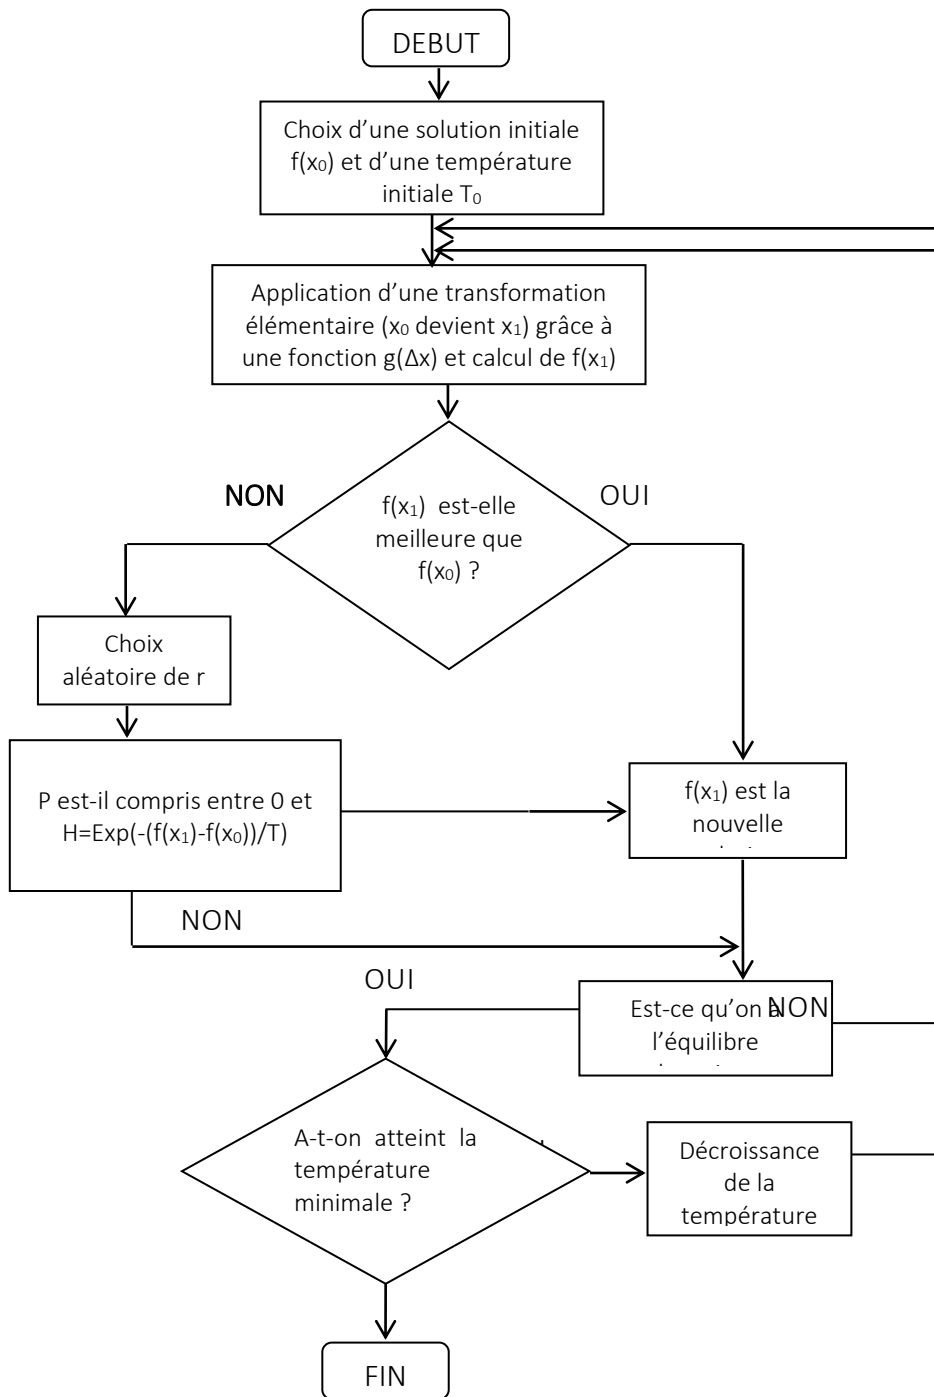 DEBUT
Choix d’une solution initiale
f(x₀) et d’une température
initiale T₀
Application d’une transformation
élémentaire (x₀ devient x₁) grâce à
une fonction g(Δx) et calcul de f(x₁)
NON
OUI
f(x₁) est-elle
meilleure que
f(x₀) ?
Choix
aléatoire de r
P est-il compris entre 0 et
H=Exp(-(f(x₁)-f(x₀))/T)
f(x₁) est la
nouvelle
NON
OUI
Est-ce qu’on a
NON
l’équilibre
A-t-on atteint la
température
minimale ?
Décroissance
de la
température
FIN